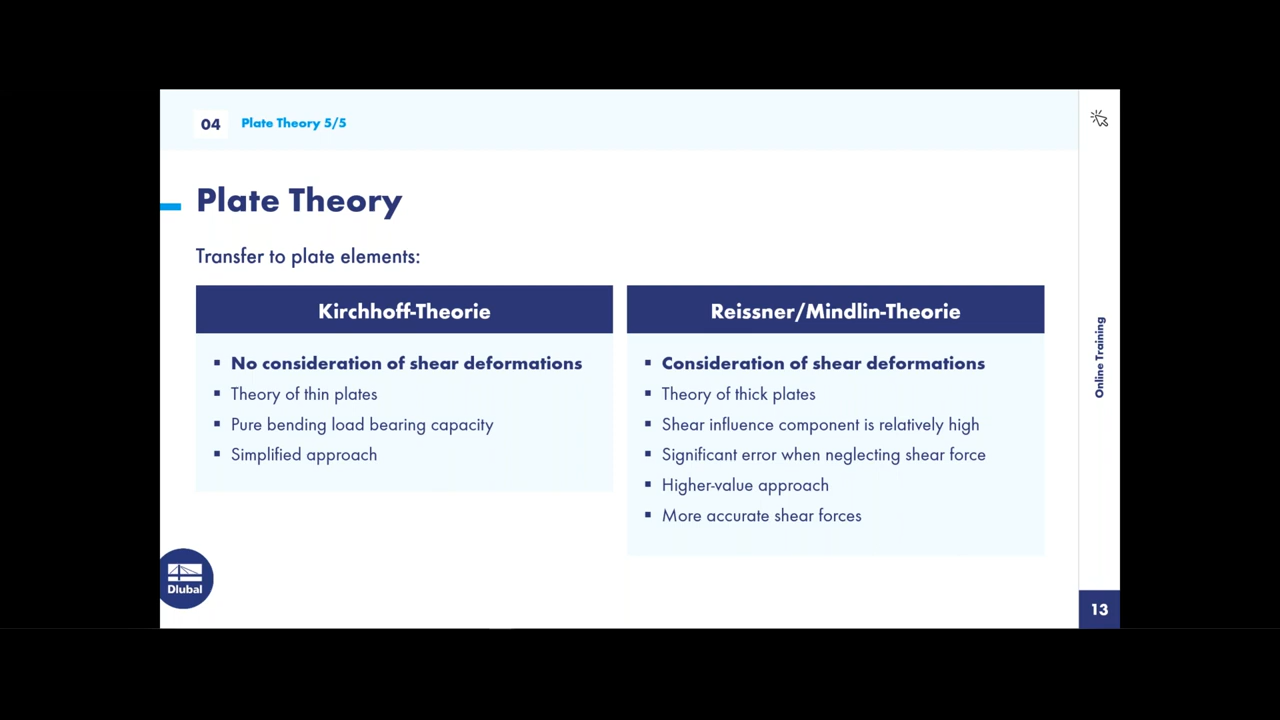 04
Plate Theory 5/5
Plate Theory
Transfer to plate elements:
Kirchhoff-Theorie
▪ No consideration of shear deformations
▪ Theory of thin plates
▪ Pure bending load bearing capacity
▪ Simplified approach
Reissner/Mindlin-Theorie
▪ Consideration of shear deformations
▪ Theory of thick plates
▪ Shear influence component is relatively high
▪ Significant error when neglecting shear force
▪ Higher-value approach
▪ More accurate shear forces
Online Training
Dlubal
13